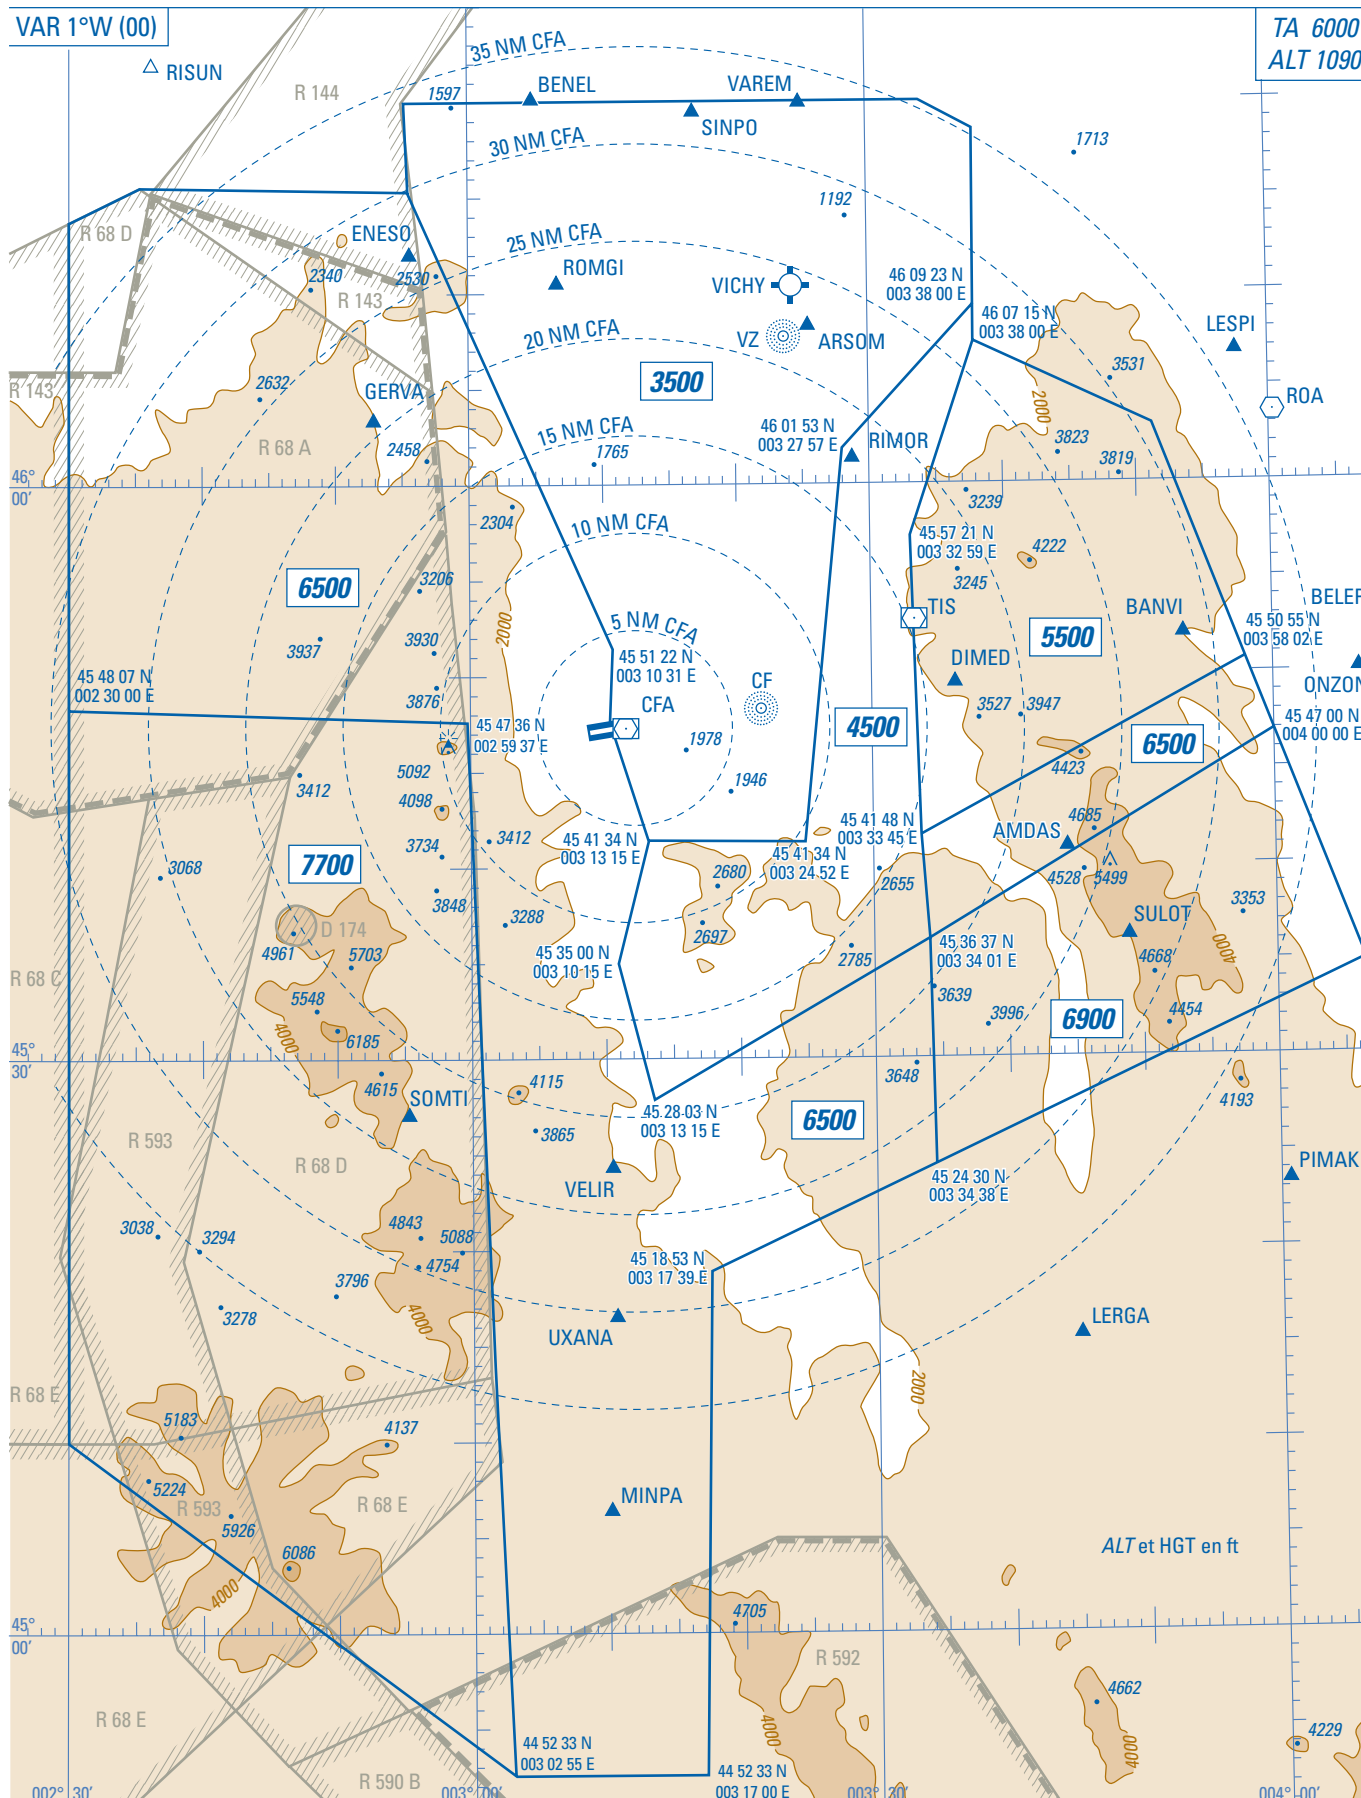 VAR 1°W (00)
TA 6000
ALT 1090
RISUN
R 144
35 NM CFA
1597
BENEL
VAREM
SINPO
30 NM CFA
1713
1192
R 68 D
ENESO
25 NM CFA
2340
2530
ROMGI
VICHY
R 143
46 09 23 N
003 38 00 E
46 07 15 N
003 38 00 E
20 NM CFA
VZ
ARSOM
LESPI
R 143
2632
GERVA
3500
3531
2000
ROA
R 68 A
15 NM CFA
46 01 53 N
003 27 57 E
RIMOR
3823
3819
2458
1765
46°
00'
2304
10 NM CFA
3239
45 57 21 N
003 32 59 E
4222
3245
6500
3206
2000
5 NM CFA
TIS
BANVI
BELEP
3937
3930
45 51 22 N
003 10 31 E
5500
45 50 55 N
003 58 02 E
45 48 07 N
002 30 00 E
3876
CFA
CF
DIMED
ONZON
3527
3947
45 47 36 N
002 59 37 E
4500
6500
45 47 00 N
004 00 00 E
1978
4423
5092
3412
1946
4098
4685
45 41 48 N
003 33 45 E
AMDAS
3734
3412
45 41 34 N
003 13 15 E
45 41 34 N
003 24 52 E
7700
3068
2680
2655
4528
5499
3848
3288
3353
D 174
2697
SULOT
4961
5703
45 35 00 N
003 10 15 E
2785
45 36 37 N
003 34 01 E
4000
R 68 C
4668
5548
3639
4000
6185
3996
6900
4454
45°
30'
4615
3648
4193
SOMTI
4115
45 28 03 N
003 13 15 E
6500
R 593
3865
R 68 D
VELIR
PIMAK
45 24 30 N
003 34 38 E
3038
3294
4843
5088
4754
45 18 53 N
003 17 39 E
3796
3278
4000
UXANA
LERGA
R 68 E
2000
5183
4137
5224
R 593
5926
R 68 E
MINPA
ALT et HGT en ft
6086
4000
4705
45°
00'
R 592
4662
R 68 E
4000
4000
4229
44 52 33 N
003 02 55 E
R 590 B
44 52 33 N
003 17 00 E
002° 30'
003° 00'
003° 30'
004° 00'